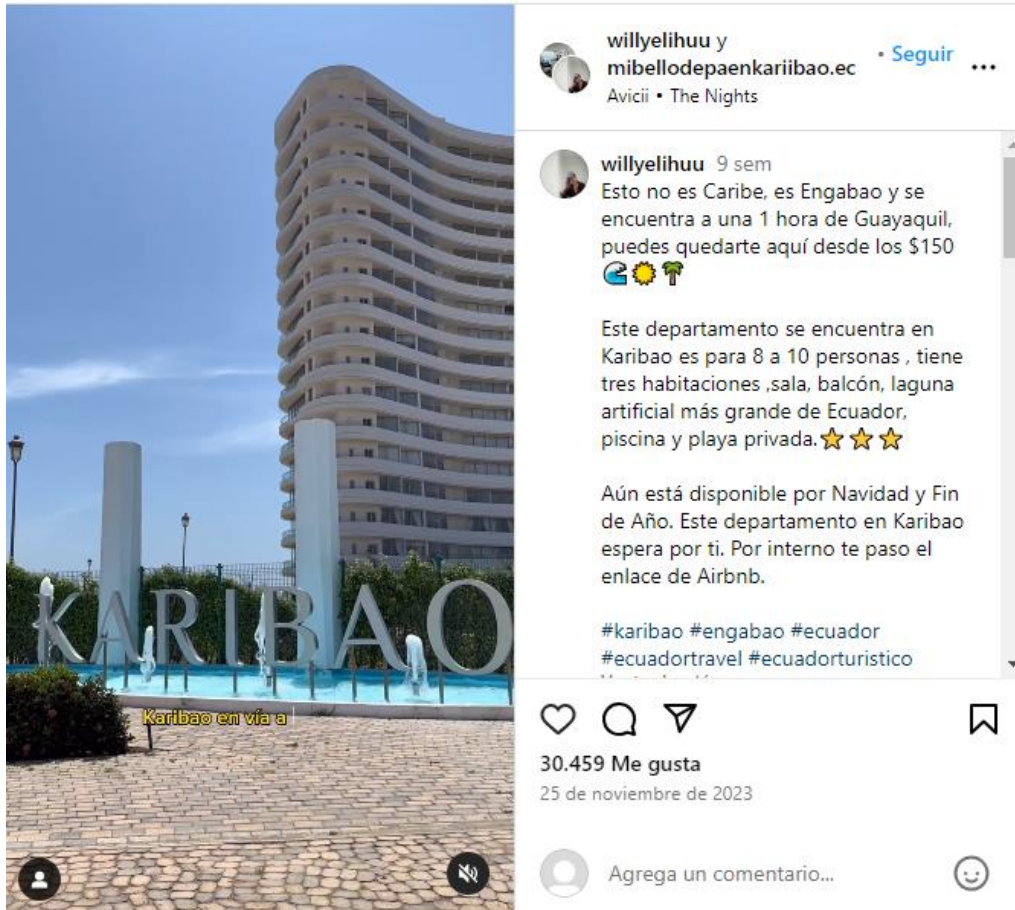 KARIBAO
Karibao en vía a
willyelihuu y
mibellodepaenkariibao.ec
• Seguir
Avicii • The Nights
willyelihuu 9 sem
Esto no es Caribe, es Engabao y se
encuentra a una 1 hora de Guayaquil,
puedes quedarte aquí desde los $150
🌊🌞🌴
Este departamento se encuentra en
Karibao es para 8 a 10 personas , tiene
tres habitaciones ,sala, balcón, laguna
artificial más grande de Ecuador,
piscina y playa privada.⭐⭐⭐
Aún está disponible por Navidad y Fin
de Año. Este departamento en Karibao
espera por ti. Por interno te paso el
enlace de Airbnb.
#karibao #engabao #ecuador
#ecuadortravel #ecuadorturistico
30.459 Me gusta
25 de noviembre de 2023
Agrega un comentario...